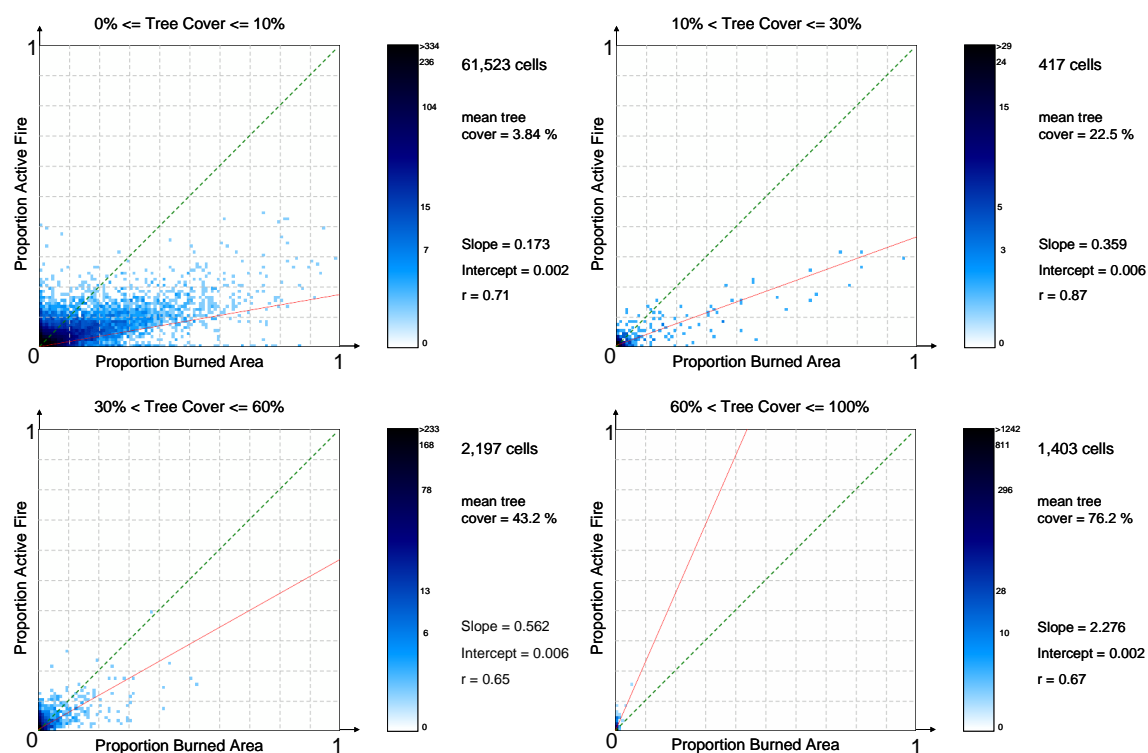 0% <= Tree Cover <= 10%
1
Proportion Active Fire
0
Proportion Burned Area
1
>334
236
104
15
7
0
61,523 cells
mean tree
cover = 3.84 %
Slope = 0.173
Intercept = 0.002
r = 0.71
10% < Tree Cover <= 30%
1
Proportion Active Fire
0
Proportion Burned Area
1
>29
24
15
5
3
0
417 cells
mean tree
cover = 22.5 %
Slope = 0.359
Intercept = 0.006
r = 0.87
30% < Tree Cover <= 60%
1
Proportion Active Fire
0
Proportion Burned Area
1
>233
168
78
13
6
0
2,197 cells
mean tree
cover = 43.2 %
Slope = 0.562
Intercept = 0.006
r = 0.65
60% < Tree Cover <= 100%
1
Proportion Active Fire
0
Proportion Burned Area
1
>1242
811
296
28
10
0
1,403 cells
mean tree
cover = 76.2 %
Slope = 2.276
Intercept = 0.002
r = 0.67